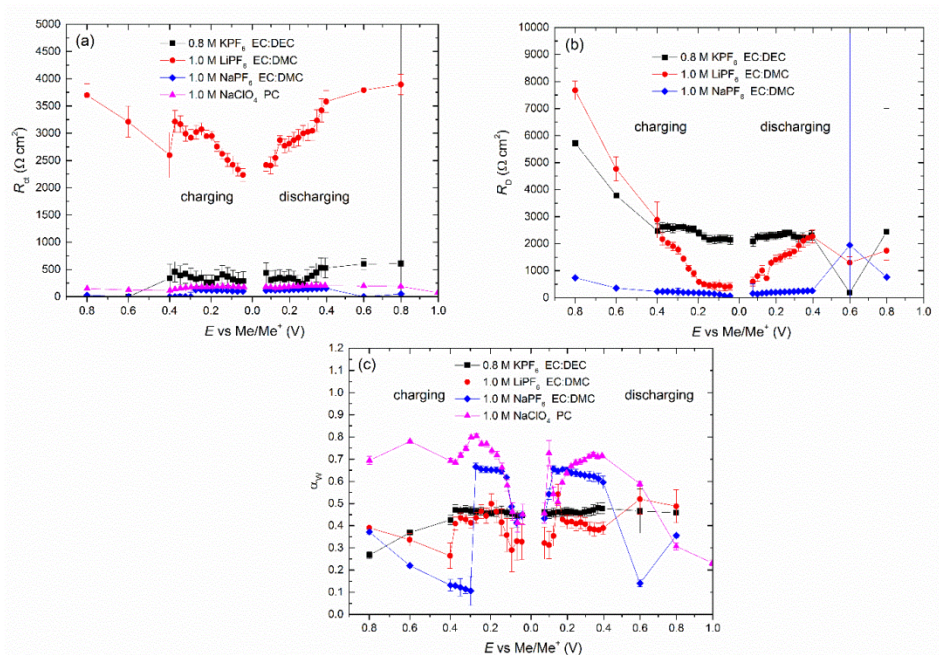 (a)
0.8 M KPF6 EC:DEC
1.0 M LiPF6 EC:DMC
1.0 M NaPF6 EC:DMC
1.0 M NaClO4 PC
charging
discharging
5000
4500
4000
3500
3000
2500
2000
1500
1000
500
0
Rct (Ω cm²)
0.8 0.6 0.4 0.2 0.0 0.2 0.4 0.6 0.8 1.0
E vs Me/Me+ (V)
(b)
0.8 M KPF6 EC:DEC
1.0 M LiPF6 EC:DMC
1.0 M NaPF6 EC:DMC
charging
discharging
10000
9000
8000
7000
6000
5000
4000
3000
2000
1000
0
RD (Ω cm²)
0.8 0.6 0.4 0.2 0.0 0.2 0.4 0.6 0.8 1.0
E vs Me/Me+ (V)
(c)
0.8 M KPF6 EC:DEC
1.0 M LiPF6 EC:DMC
1.0 M NaPF6 EC:DMC
1.0 M NaClO4 PC
charging
discharging
1.2
1.1
1.0
0.9
0.8
0.7
0.6
0.5
0.4
0.3
0.2
0.1
0.0
αW
0.8 0.6 0.4 0.2 0.0 0.2 0.4 0.6 0.8 1.0
E vs Me/Me+ (V)